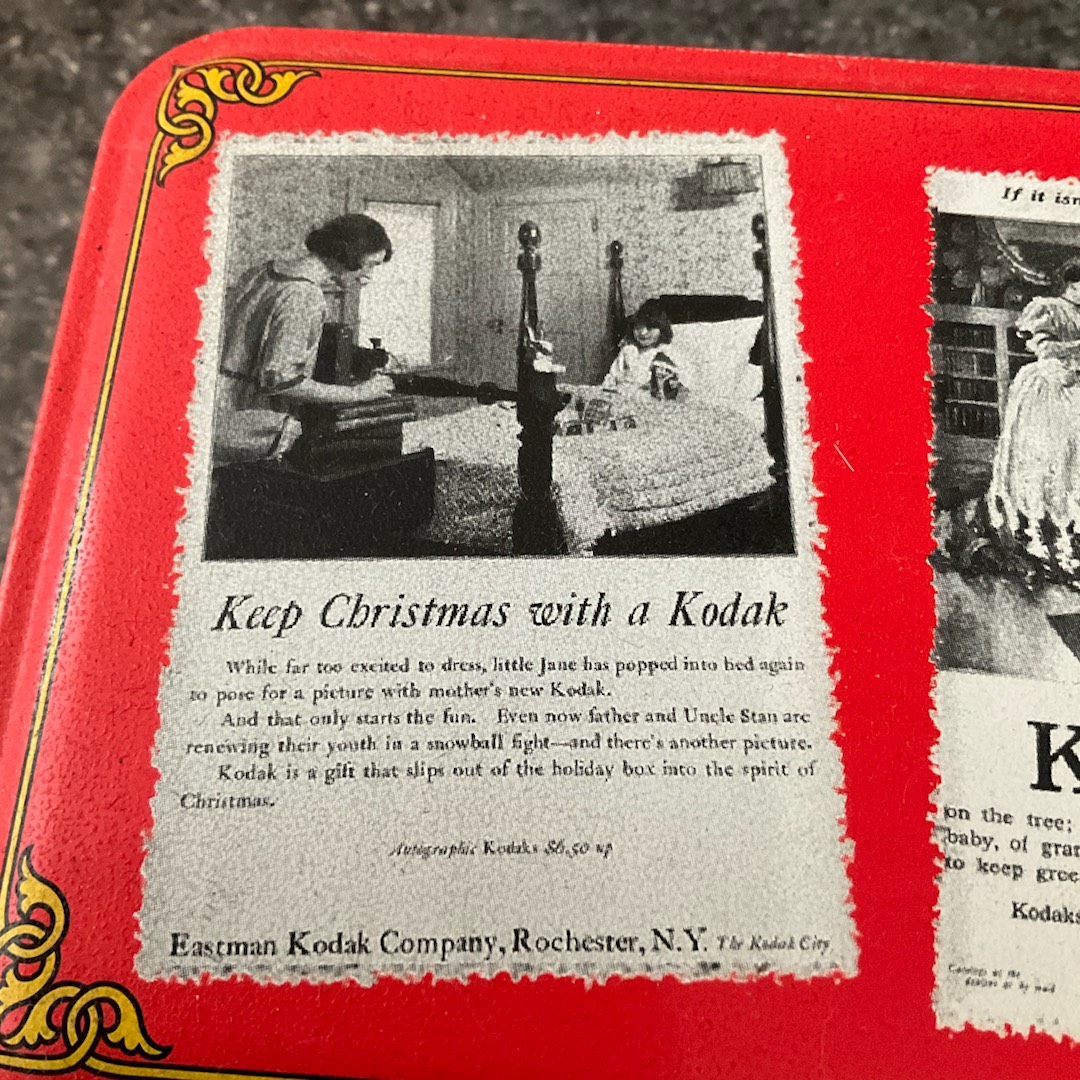 Keep Christmas with a Kodak
While far too excited to dress, little Jane has popped into bed again
to pose for a picture with mother's new Kodak.
And that only starts the fun. Even now father and Uncle Stan are
renewing their youth in a snowball fight—and there's another picture.
Kodak is a gift that slips out of the holiday box into the spirit of
Christmas.
Autographic Kodaks $6.50 up
Eastman Kodak Company, Rochester, N.Y. The Kodak City
If it isn
K
on the tree;
baby, of gran
to keep gree
Kodaks